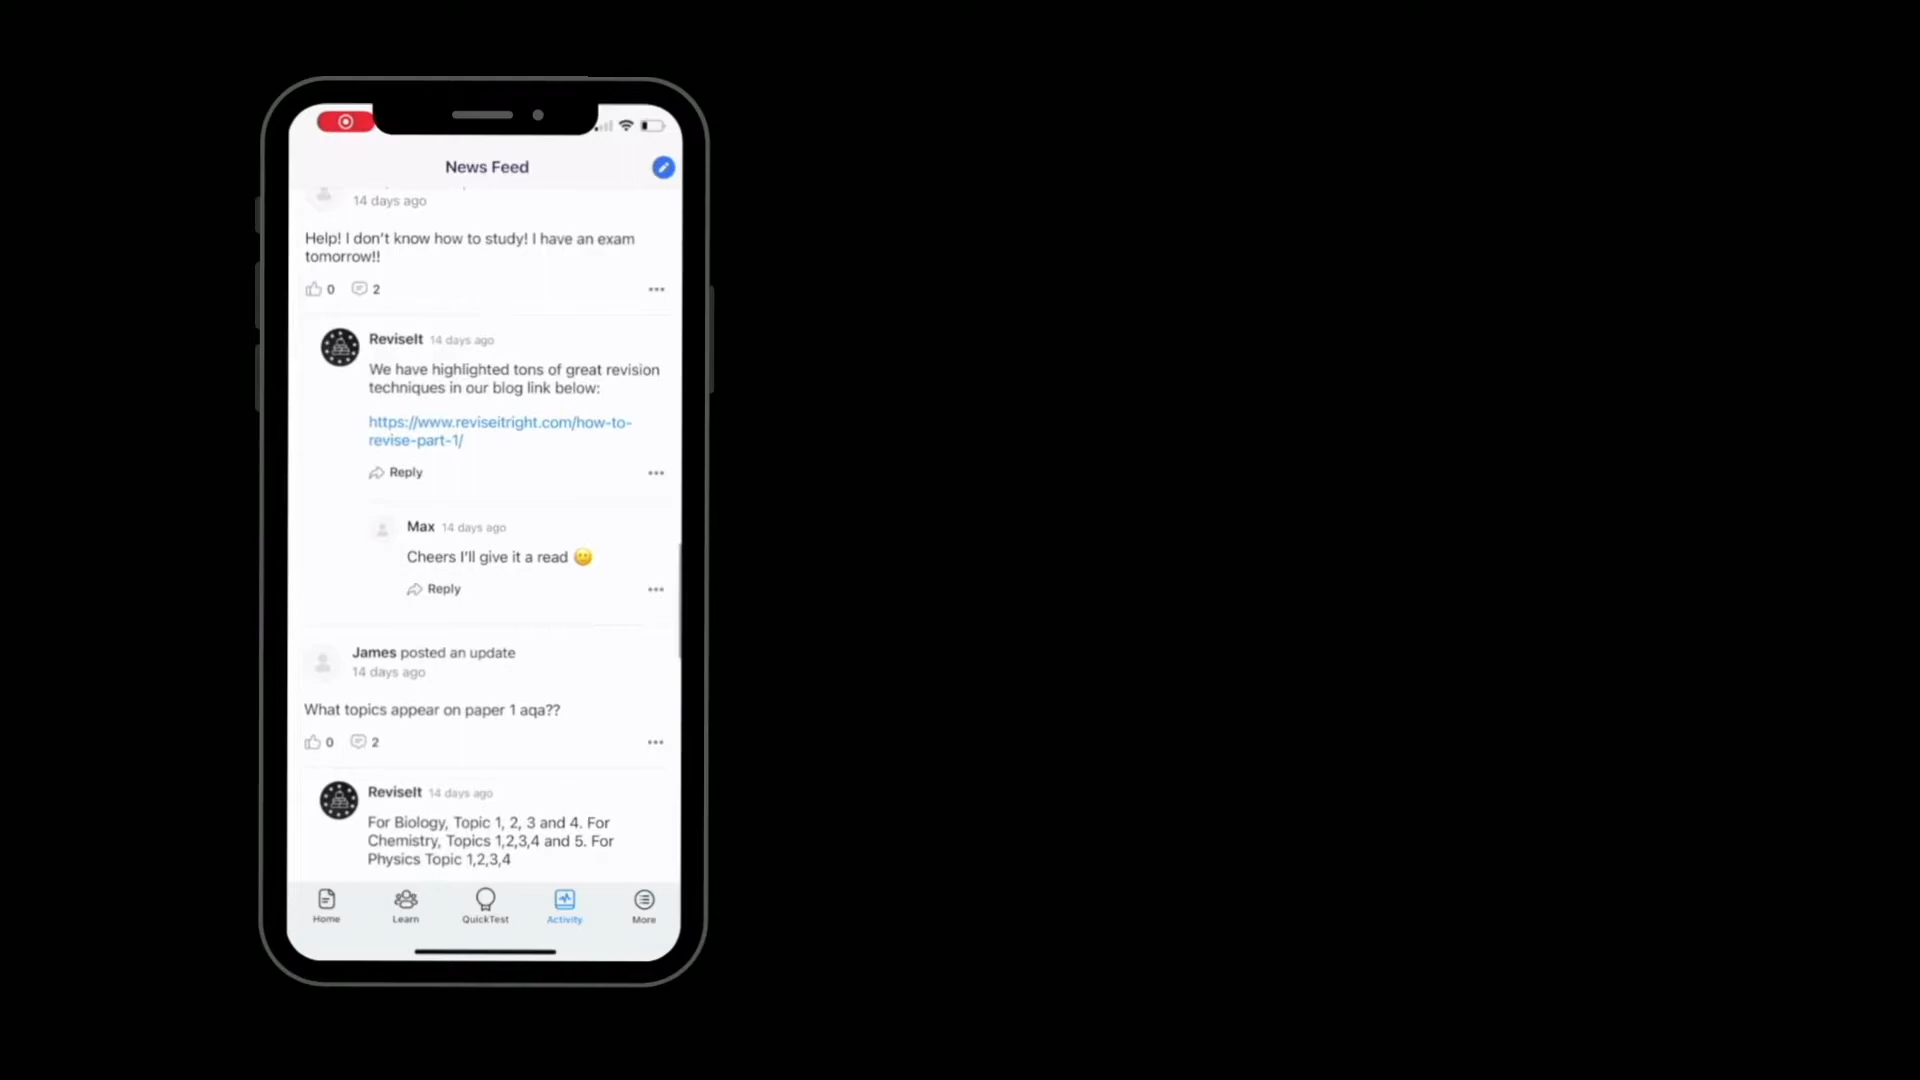 News Feed
14 days ago
Help! I don't know how to study! I have an exam
tomorrow!!
0 2
ReviseIt 14 days ago
We have highlighted tons of great revision
techniques in our blog link below:
https://www.reviseitright.com/how-to-
revise-part-1/
Reply
Max 14 days ago
Cheers I'll give it a read 🙂
Reply
James posted an update
14 days ago
What topics appear on paper 1 aqa??
0 2
ReviseIt 14 days ago
For Biology, Topic 1, 2, 3 and 4. For
Chemistry, Topics 1,2,3,4 and 5. For
Physics Topic 1,2,3,4
Home Learn QuickTest Activity More